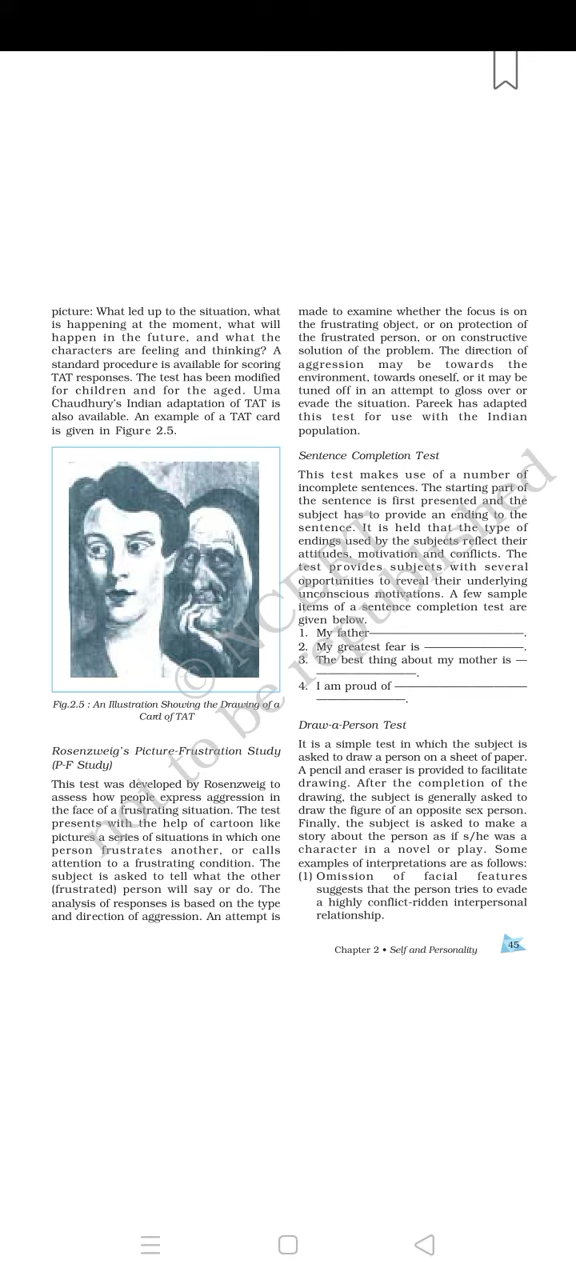 picture: What led up to the situation, what
is happening at the moment, what will
happen in the future, and what the
characters are feeling and thinking? A
standard procedure is available for scoring
TAT responses. The test has been modified
for children and for the aged. Uma
Chaudhury's Indian adaptation of TAT is
also available. An example of a TAT card
is given in Figure 2.5.
Fig.2.5 : An Illustration Showing the Drawing of a
Card of TAT
Rosenzweig's Picture-Frustration Study
(P-F Study)
This test was developed by Rosenzweig to
assess how people express aggression in
the face of a frustrating situation. The test
presents with the help of cartoon like
pictures a series of situations in which one
person frustrates another, or calls
attention to a frustrating condition. The
subject is asked to tell what the other
(frustrated) person will say or do. The
analysis of responses is based on the type
and direction of aggression. An attempt is
made to examine whether the focus is on
the frustrating object, or on protection of
the frustrated person, or on constructive
solution of the problem. The direction of
aggression may be towards the
environment, towards oneself, or it may be
tuned off in an attempt to gloss over or
evade the situation. Pareek has adapted
this test for use with the Indian
population.
Sentence Completion Test
This test makes use of a number of
incomplete sentences. The starting part of
the sentence is first presented and the
subject has to provide an ending to the
sentence. It is held that the type of
endings used by the subjects reflect their
attitudes, motivation and conflicts. The
test provides subjects with several
opportunities to reveal their underlying
unconscious motivations. A few sample
items of a sentence completion test are
given below.
1. My father————————————.
2. My greatest fear is ————————.
3. The best thing about my mother is —
————————.
4. I am proud of ——————————
———————.
Draw-a-Person Test
It is a simple test in which the subject is
asked to draw a person on a sheet of paper.
A pencil and eraser is provided to facilitate
drawing. After the completion of the
drawing, the subject is generally asked to
draw the figure of an opposite sex person.
Finally, the subject is asked to make a
story about the person as if s/he was a
character in a novel or play. Some
examples of interpretations are as follows:
(1) Omission of facial features
suggests that the person tries to evade
a highly conflict-ridden interpersonal
relationship.
Chapter 2 • Self and Personality
45
© NCERT
not to be republished